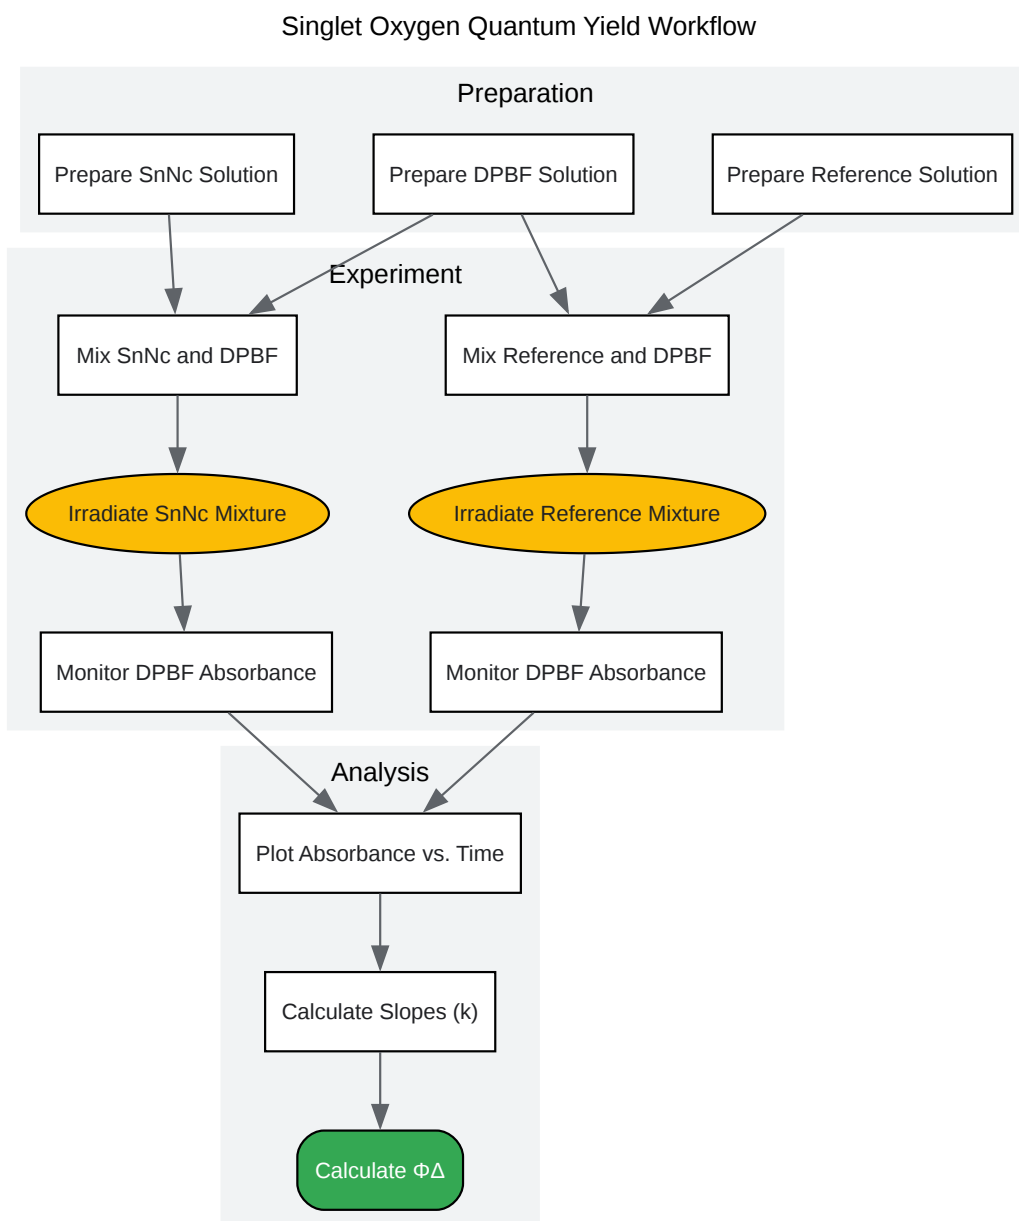 Singlet Oxygen Quantum Yield Workflow
Preparation
Prepare SnNc Solution
Prepare DPBF Solution
Prepare Reference Solution
Experiment
Mix SnNc and DPBF
Mix Reference and DPBF
Irradiate SnNc Mixture
Irradiate Reference Mixture
Monitor DPBF Absorbance
Monitor DPBF Absorbance
Analysis
Plot Absorbance vs. Time
Calculate Slopes (k)
Calculate ΦΔ